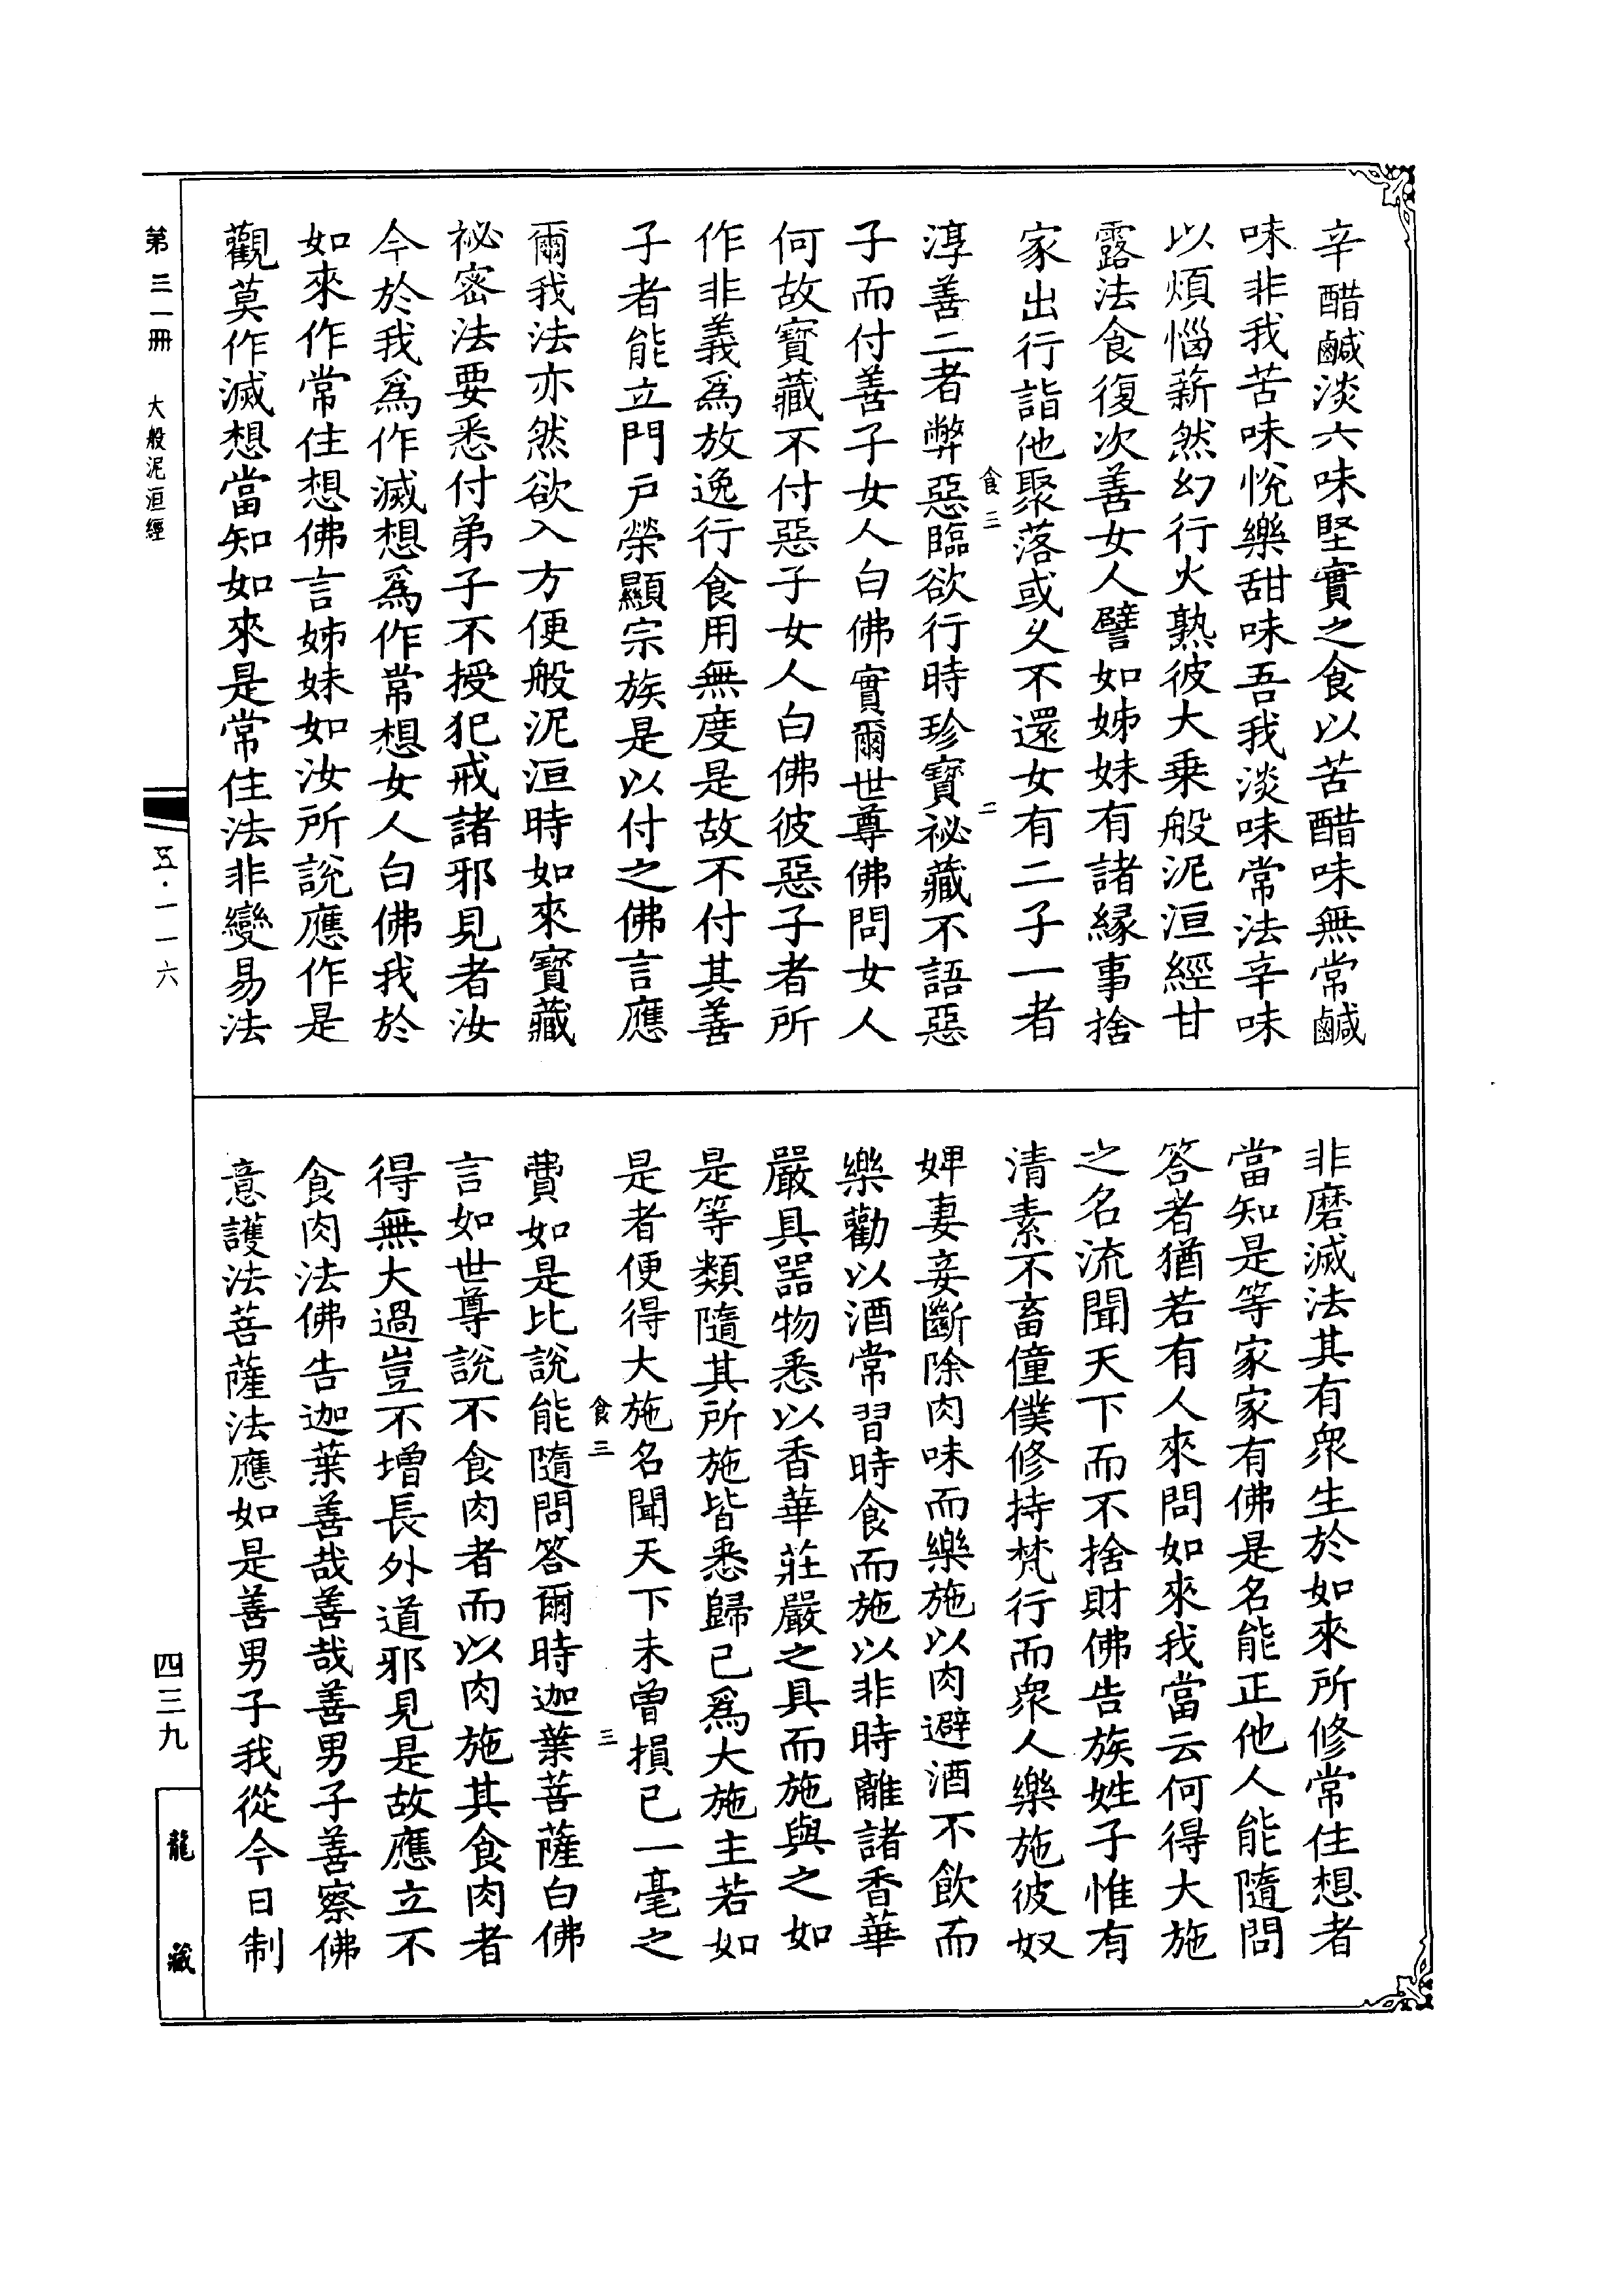 辛醋鹹淡六味堅實之食以苦醋味無常鹹
味非我苦味悅樂甜味吾我淡味常法辛味
以煩惱薪然幻行火熟彼大乗般泥洹經甘
露法食復次善女人譬如姊妹有諸縁事捨
家出行詣他聚落或乆不還女有二子一者
食三
二
淳善二者弊惡臨欲行時珍寳祕藏不語惡
子而付善子女人白佛實爾世尊佛問女人
何故寳藏不付惡子女人白佛彼惡子者所
作非義爲放逸行食用無度是故不付其善
子者能立門戸榮顯宗族是以付之佛言應
爾我法亦然欲入方便般泥洹時如來寳藏
祕密法要悉付弟子不授犯戒諸邪見者汝
今於我爲作滅想爲作常想女人白佛我於
如來作常住想佛言姊妹如汝所說應作是
觀莫作滅想當知如來是常住法非變易法
非磨滅法其有衆生於如來所修常住想者
當知是等家家有佛是名能正他人能隨問
答者猶若有人來問如來我當云何得大施
之名流聞天下而不捨財佛告族姓子惟有
清素不畜僮僕修持梵行而衆人樂施彼奴
婢妻妾斷除肉味而樂施以肉避酒不飲而
樂勸以酒常習時食而施以非時離諸香華
嚴具噐物悉以香華莊嚴之具而施與之如
是等類隨其所施皆悉歸已爲大施主若如
是者便得大施名聞天下未曾損已一毫之
食三
三
費如是比說能隨問答爾時迦葉菩薩白佛
言如世尊說不食肉者而以肉施其食肉者
得無大過豈不增長外道邪見是故應立不
食肉法佛告迦葉善哉善哉善男子善察佛
意護法菩薩法應如是善男子我從今日制
第三一冊
大般泥洹經
五·一一六
四三九
龍藏